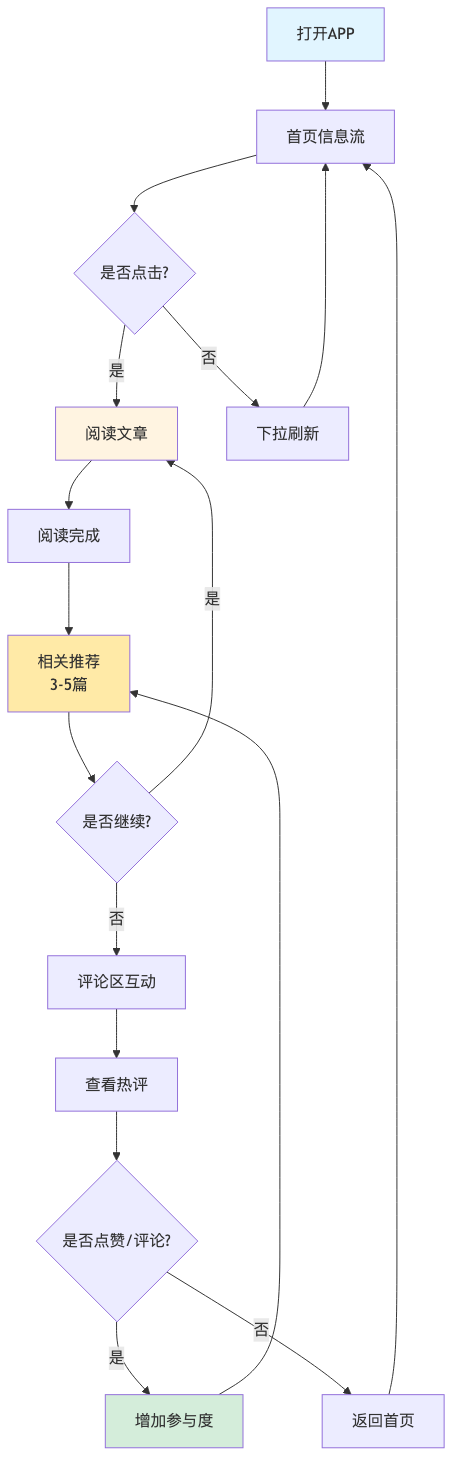 打开APP
首页信息流
是否点击?
是
否
阅读文章
下拉刷新
阅读完成
是
相关推荐
3-5篇
是否继续?
否
评论区互动
查看热评
是否点赞/评论?
是
否
增加参与度
返回首页